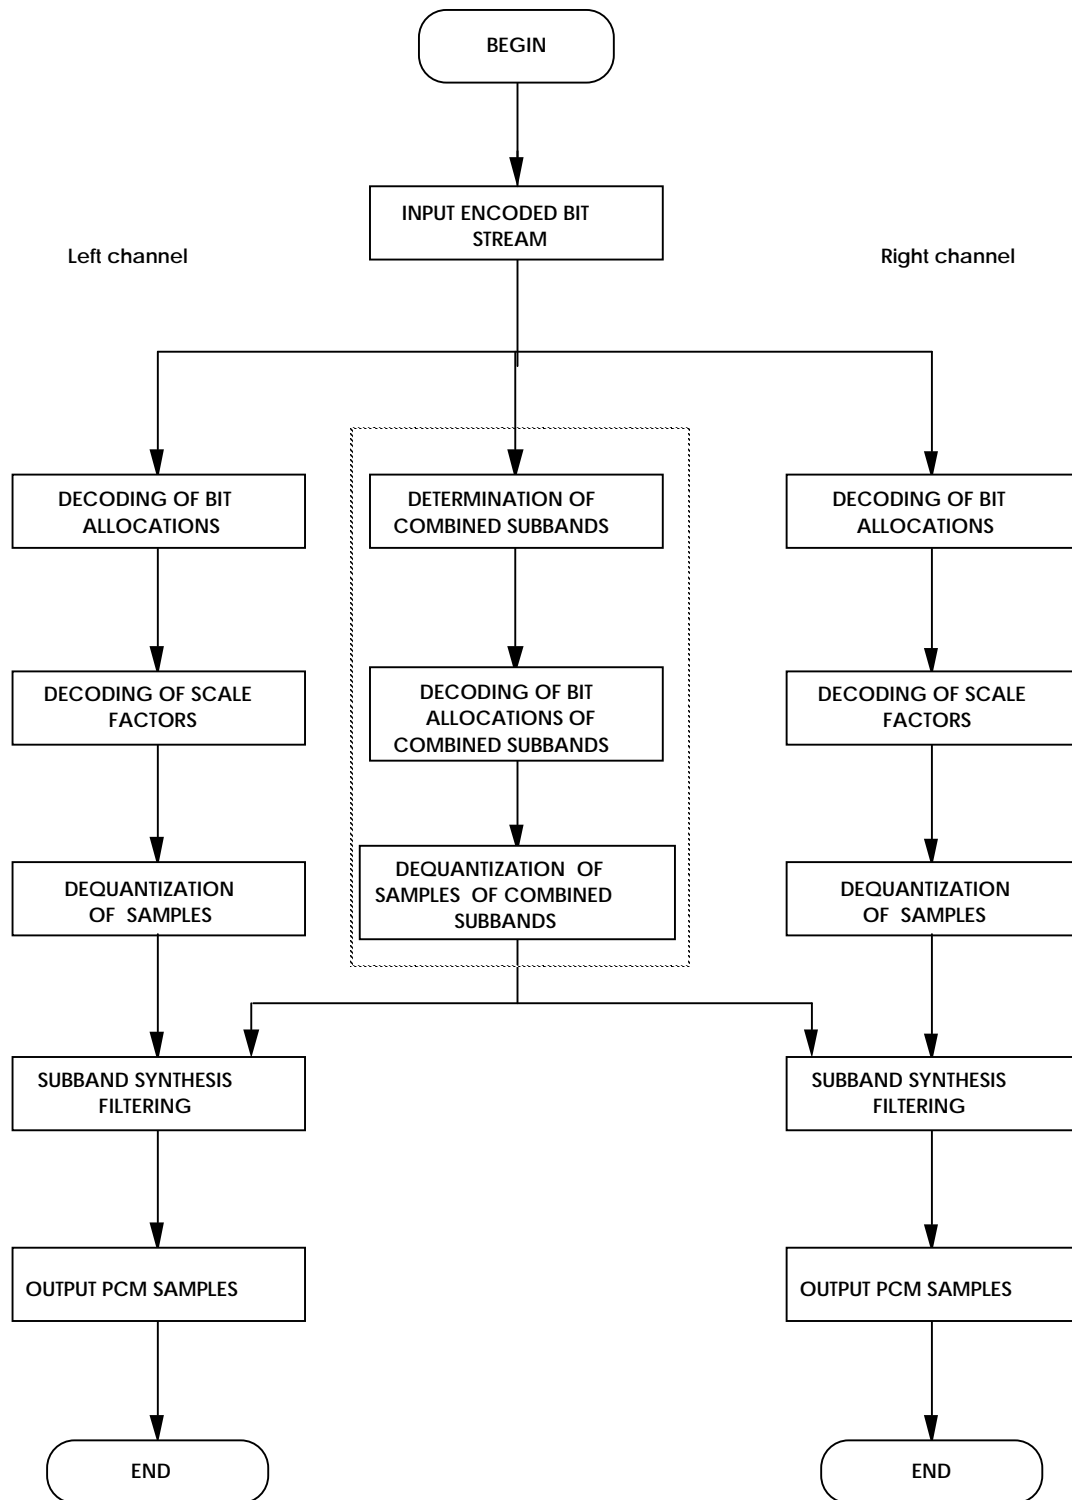 BEGIN
INPUT ENCODED BIT
STREAM
Left channel
Right channel
DECODING OF BIT
ALLOCATIONS
DETERMINATION OF
COMBINED SUBBANDS
DECODING OF BIT
ALLOCATIONS
DECODING OF SCALE
FACTORS
DECODING OF BIT
ALLOCATIONS OF
COMBINED SUBBANDS
DECODING OF SCALE
FACTORS
DEQUANTIZATION
OF SAMPLES
DEQUANTIZATION OF
SAMPLES OF COMBINED
SUBBANDS
DEQUANTIZATION
OF SAMPLES
SUBBAND SYNTHESIS
FILTERING
SUBBAND SYNTHESIS
FILTERING
OUTPUT PCM SAMPLES
OUTPUT PCM SAMPLES
END
END